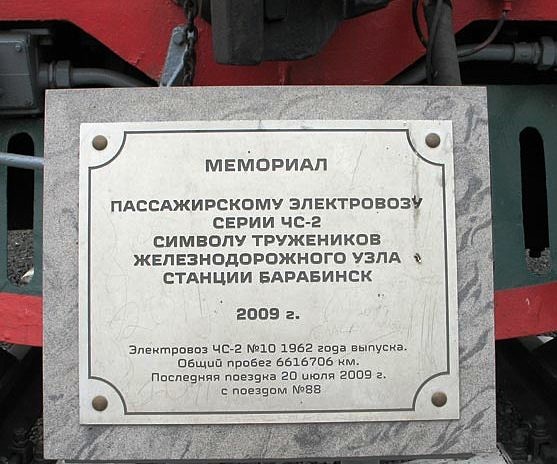 МЕМОРИАЛ
ПАССАЖИРСКОМУ ЭЛЕКТРОВОЗУ
СЕРИИ ЧС-2
СИМВОЛУ ТРУЖЕНИКОВ
ЖЕЛЕЗНОДОРОЖНОГО УЗЛА
СТАНЦИИ БАРАБИНСК
2009 г.
Электровоз ЧС-2 №10 1962 года выпуска.
Общий пробег 6616706 км.
Последняя поездка 20 июля 2009 г.
с поездом №88